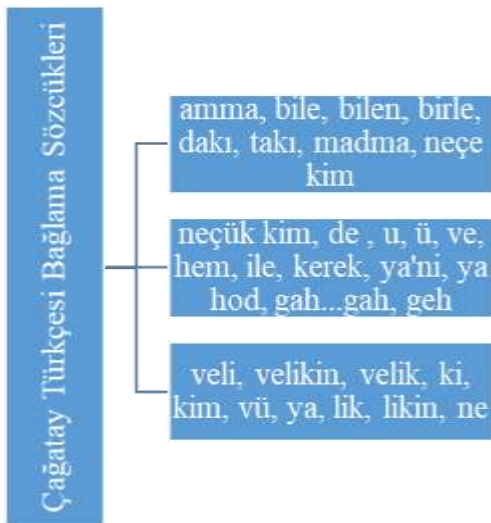 Çağatay Türkçesi Bağlama Sözcükleri
amma, bile, bilen, birle,
dakı, takı, madma, neçe
kim
neçük kim, de , u, ü, ve,
hem, ile, kerek, ya'ni, ya
hod, gah...gah, geh
veli, velikin, velik, ki,
kim, vü, ya, lik, likin, ne